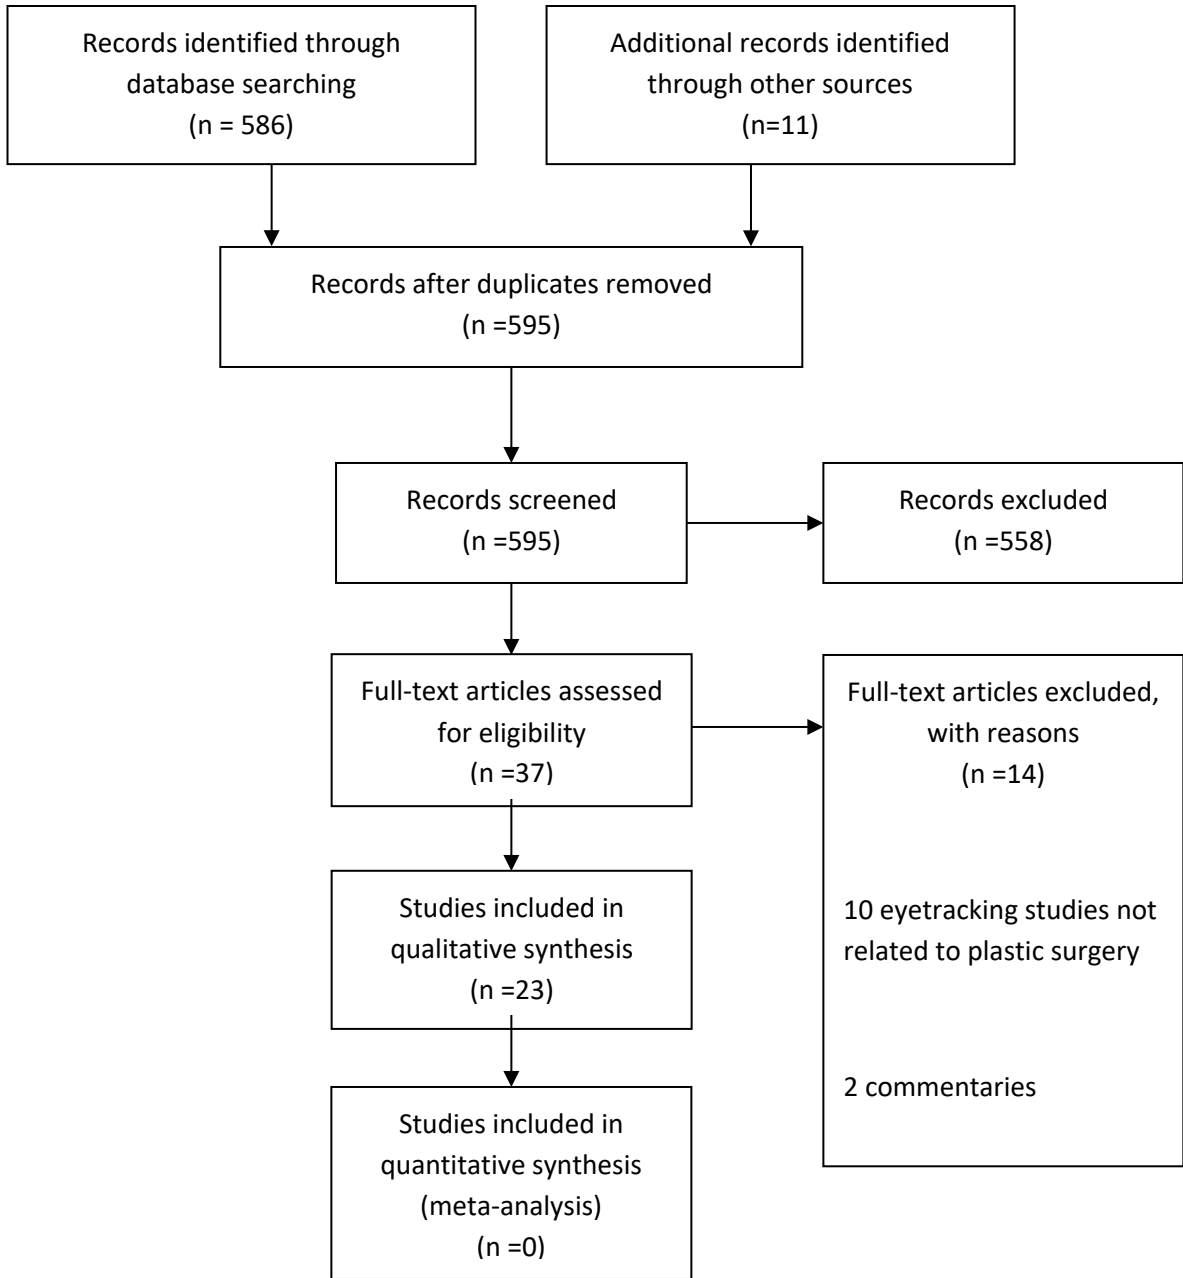 Records identified through
database searching
(n = 586)
Additional records identified
through other sources
(n=11)
Records after duplicates removed
(n =595)
Records screened
(n =595)
Records excluded
(n =558)
Full-text articles assessed
for eligibility
(n =37)
Full-text articles excluded,
with reasons
(n =14)
10 eyetracking studies not
related to plastic surgery
2 commentaries
Studies included in
qualitative synthesis
(n =23)
Studies included in
quantitative synthesis
(meta-analysis)
(n =0)